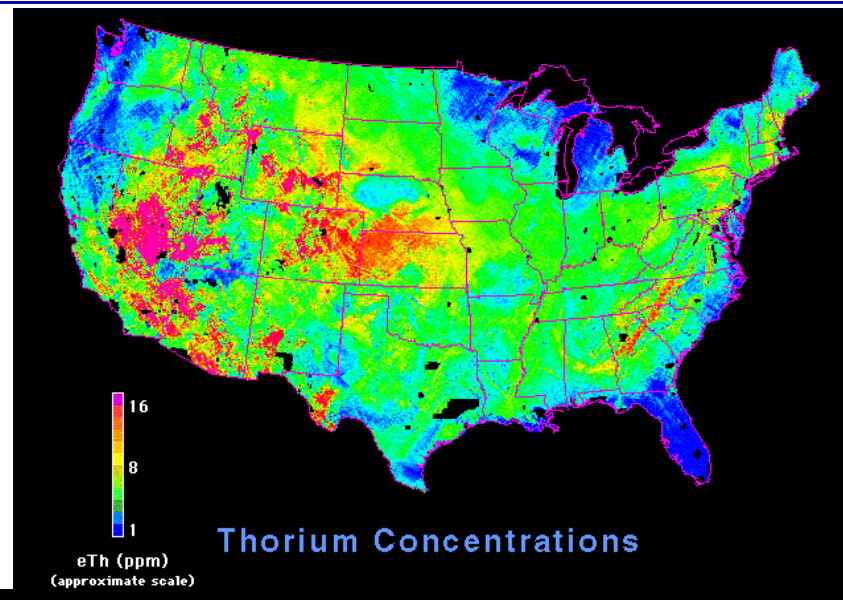 16
8
1
Thorium Concentrations
eTh (ppm)
(approximate scale)